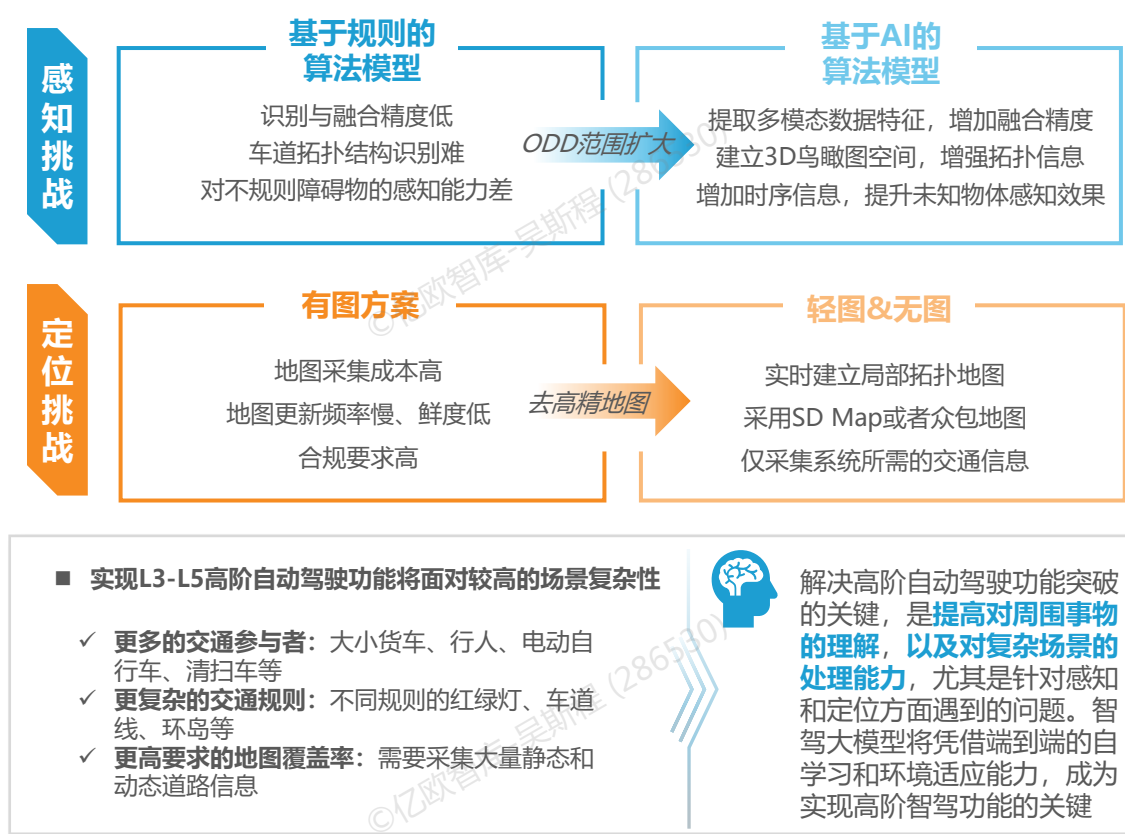 感知挑战
基于规则的
算法模型
识别与融合精度低
车道拓扑结构识别难
对不规则障碍物的感知能力差
ODD范围扩大
基于AI的
算法模型
提取多模态数据特征，增加融合精度
建立3D鸟瞰图空间，增强拓扑信息
增加时序信息，提升未知物体感知效果
定位挑战
有图方案
地图采集成本高
地图更新频率慢、鲜度低
合规要求高
去高精地图
轻图&无图
实时建立局部拓扑地图
采用SD Map或者众包地图
仅采集系统所需的交通信息
■ 实现L3-L5高阶自动驾驶功能将面对较高的场景复杂性
✓ 更多的交通参与者：大小货车、行人、电动自
行车、清扫车等
✓ 更复杂的交通规则：不同规则的红绿灯、车道
线、环岛等
✓ 更高要求的地图覆盖率：需要采集大量静态和
动态道路信息
解决高阶自动驾驶功能突破
的关键，是提高对周围事物
的理解，以及对复杂场景的
处理能力，尤其是针对感知
和定位方面遇到的问题。智
驾大模型将凭借端到端的自
学习和环境适应能力，成为
实现高阶智驾功能的关键
©亿欧智库-吴斯程 (286530)
©亿欧智库-吴斯程 (286530)